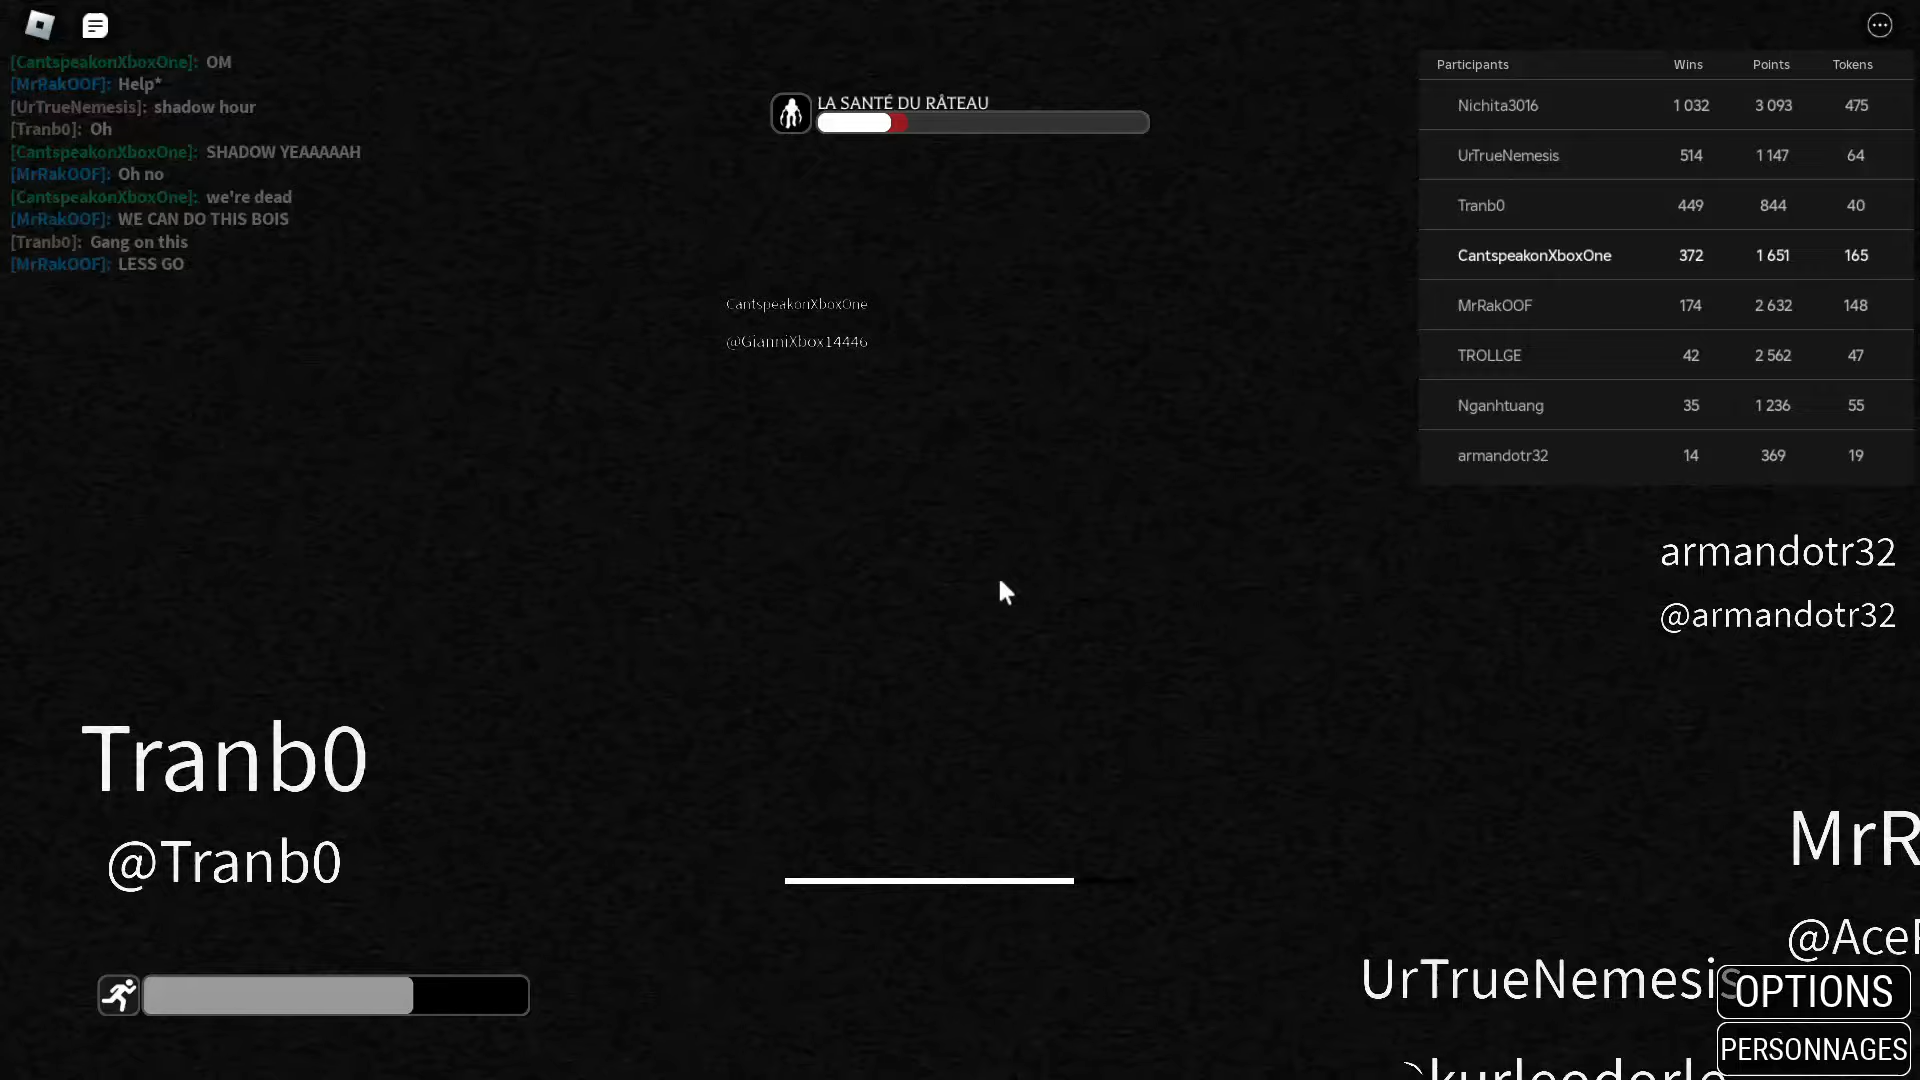 [CantspeakonXboxOne]: OM
[MrRakOOF]: Help*
[UrTrueNemesis]: shadow hour
[Tranb0]: Oh
[CantspeakonXboxOne]: SHADOW YEAAAAAH
[MrRakOOF]: Oh no
[CantspeakonXboxOne]: we're dead
[MrRakOOF]: WE CAN DO THIS BOIS
[Tranb0]: Gang on this
[MrRakOOF]: LESS GO
LA SANTÉ DU RÂTEAU
Participants Wins Points Tokens
Nichita3016 1 032 3 093 475
UrTrueNemesis 514 1 147 64
Tranb0 449 844 40
CantspeakonXboxOne 372 1 651 165
MrRakOOF 174 2 632 148
TROLLGE 42 2 562 47
Nganhtuang 35 1 236 55
armandotr32 14 369 19
CantspeakonXboxOne
@GianniXbox14446
armandotr32
@armandotr32
Tranb0
@Tranb0
MrR
@Ace
UrTrueNemesis
OPTIONS
PERSONNAGES